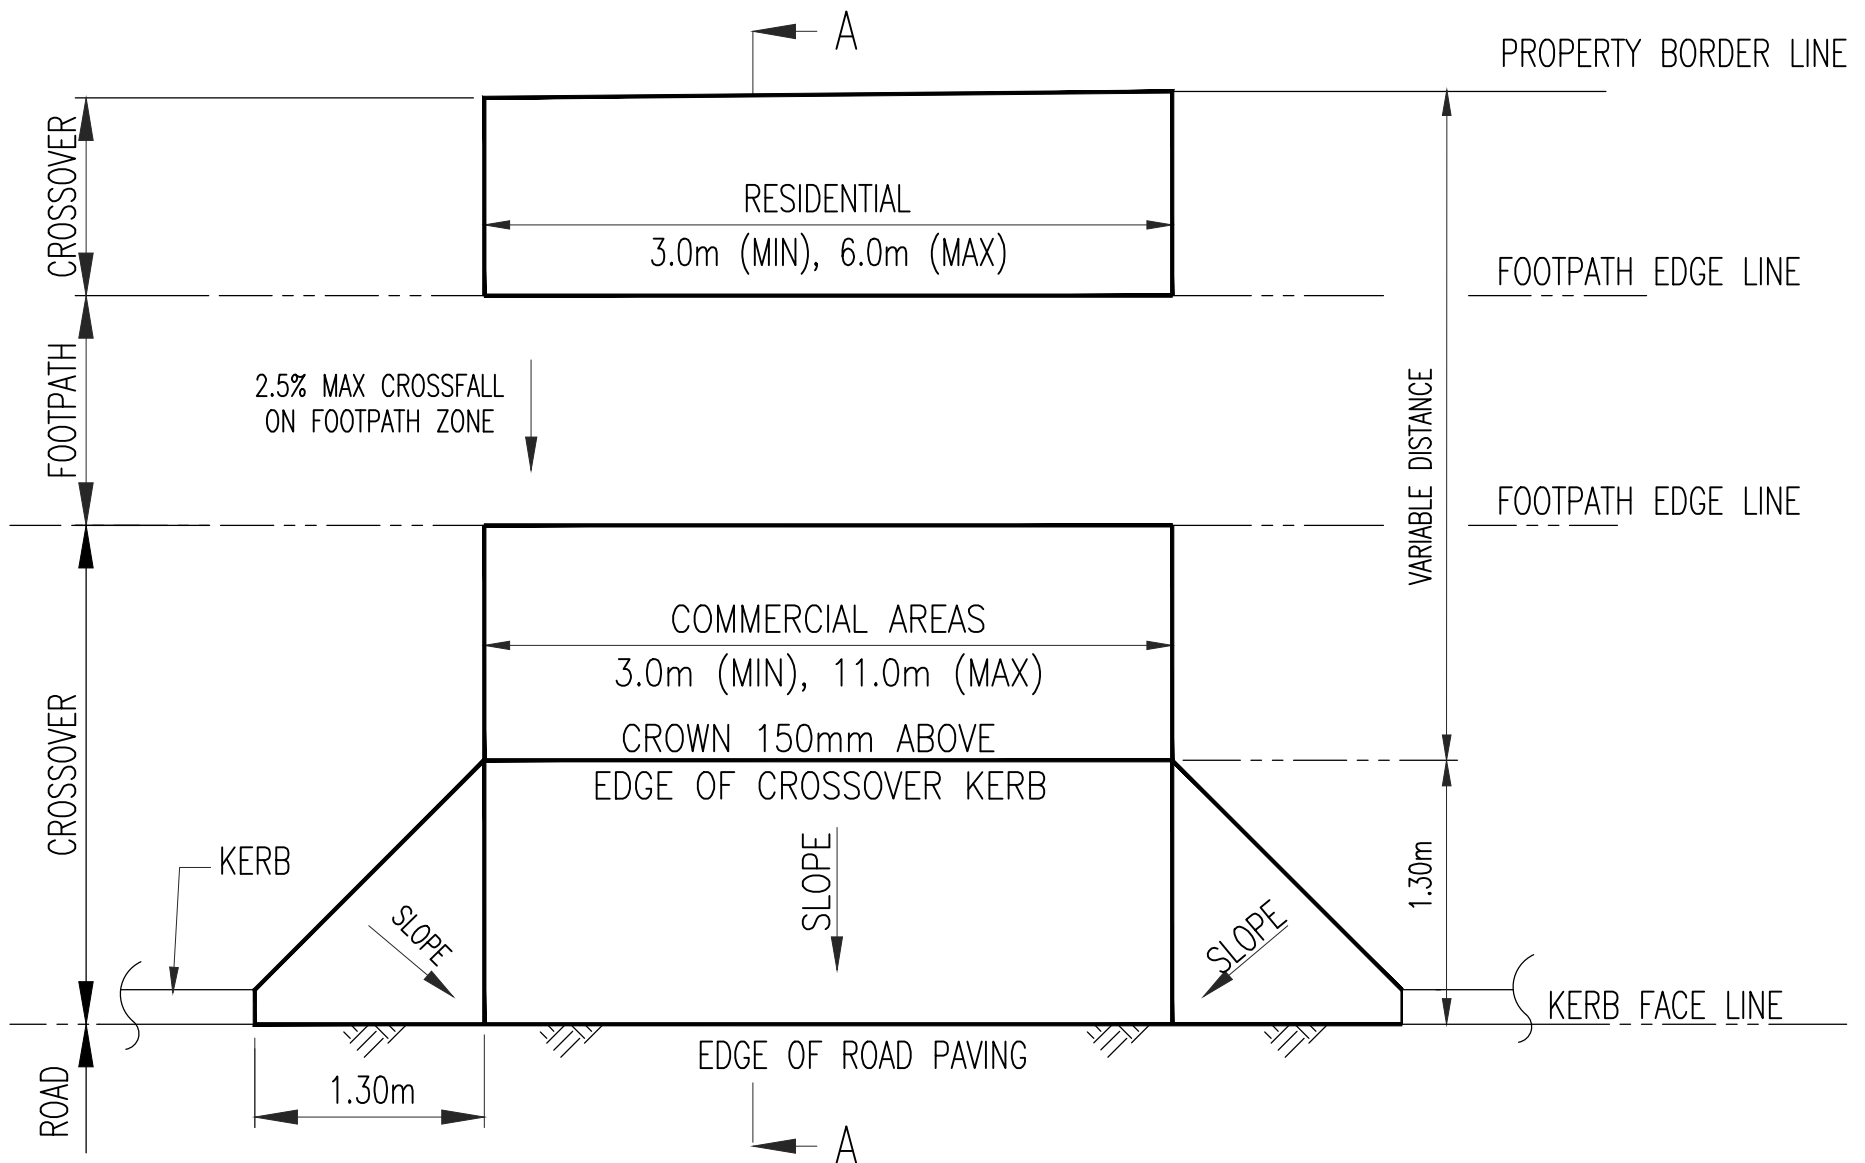 A
PROPERTY BORDER LINE
CROSSOVER
RESIDENTIAL
3.0m (MIN), 6.0m (MAX)
FOOTPATH EDGE LINE
FOOTPATH
2.5% MAX CROSSFALL
ON FOOTPATH ZONE
VARIABLE DISTANCE
FOOTPATH EDGE LINE
COMMERCIAL AREAS
3.0m (MIN), 11.0m (MAX)
CROWN 150mm ABOVE
EDGE OF CROSSOVER KERB
CROSSOVER
KERB
SLOPE
SLOPE
SLOPE
1.30m
KERB FACE LINE
EDGE OF ROAD PAVING
ROAD
1.30m
A